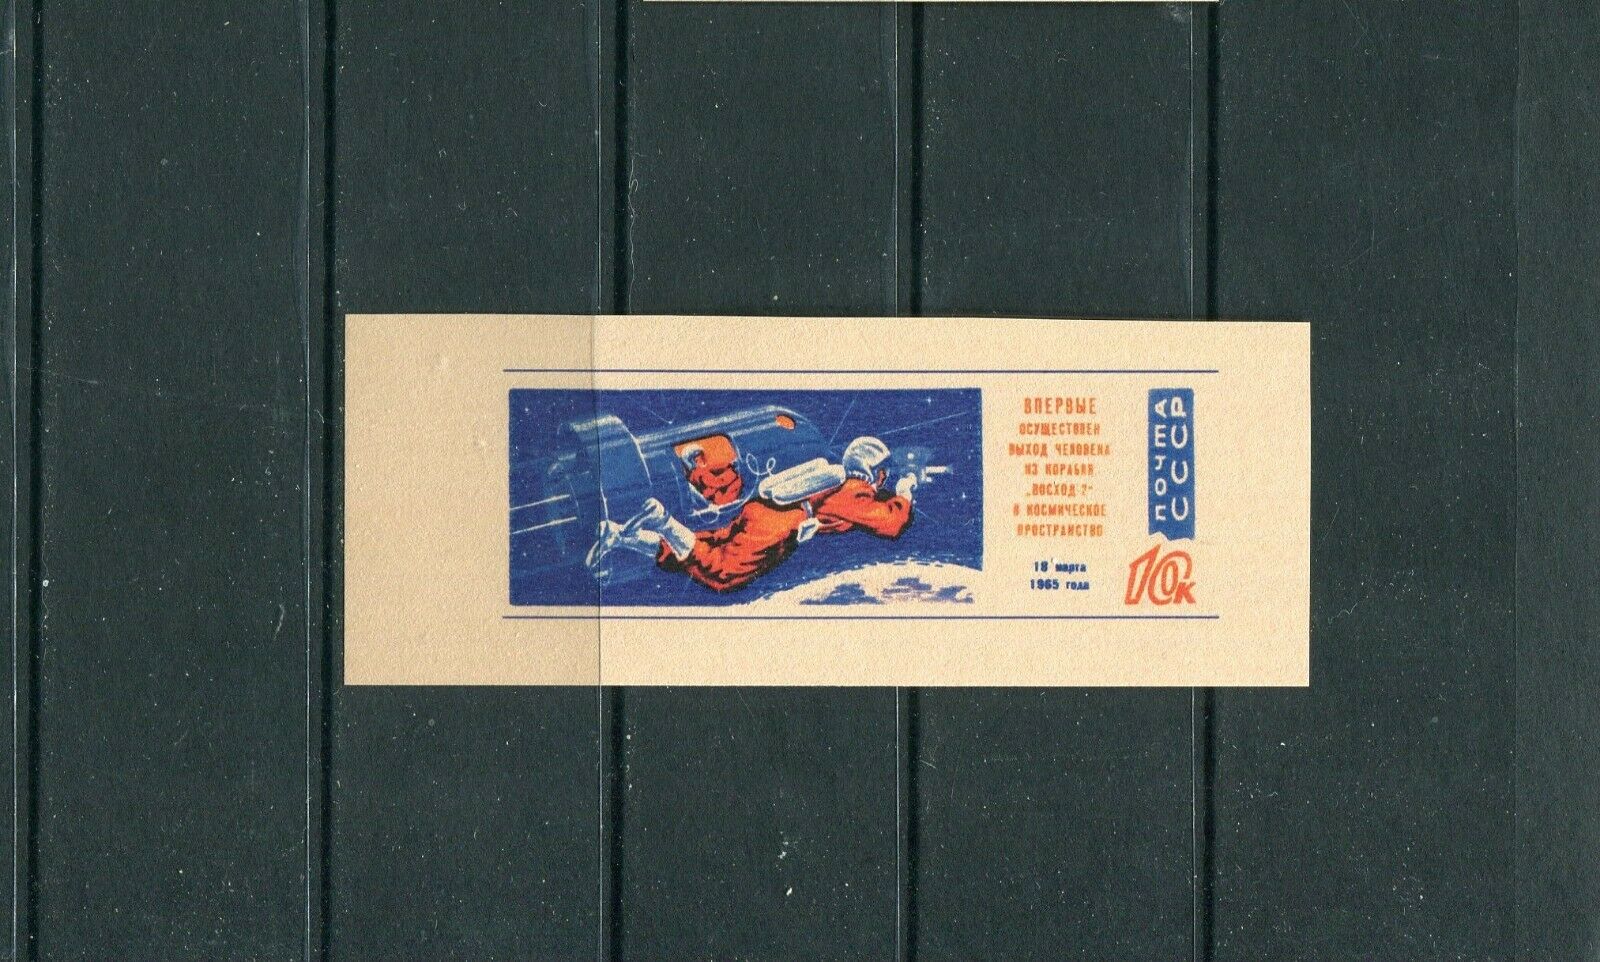 ВПЕРВЫЕ
ОСУЩЕСТВЛЕН
ВЫХОД ЧЕЛОВЕКА
ИЗ КОРАБЛЯ
„ВОСХОД-2"
В КОСМИЧЕСКОЕ
ПРОСТРАНСТВО
18 марта
1965 года
ПОЧТА
СССР
10к